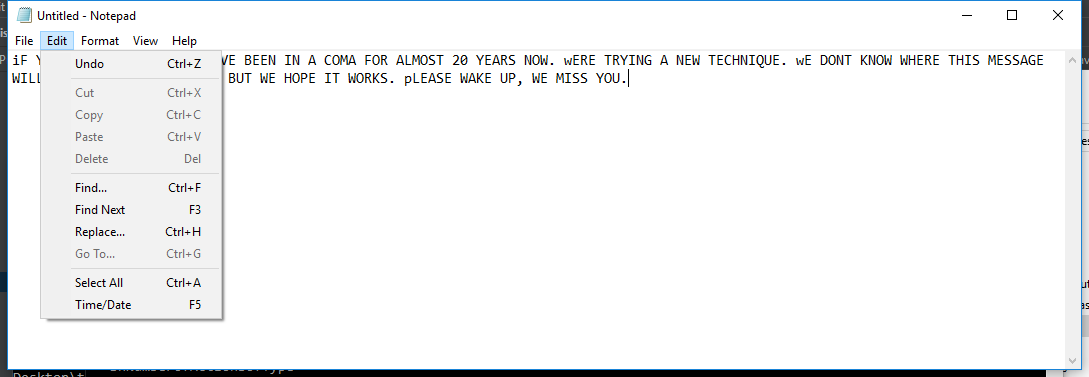 Untitled - Notepad
File Edit Format View Help
iF VE BEEN IN A COMA FOR ALMOST 20 YEARS NOW. wERE TRYING A NEW TECHNIQUE. wE DONT KNOW WHERE THIS MESSAGE
WILL BUT WE HOPE IT WORKS. pLEASE WAKE UP, WE MISS YOU.
Undo Ctrl+Z
Cut Ctrl+X
Copy Ctrl+C
Paste Ctrl+V
Delete Del
Find... Ctrl+F
Find Next F3
Replace... Ctrl+H
Go To... Ctrl+G
Select All Ctrl+A
Time/Date F5